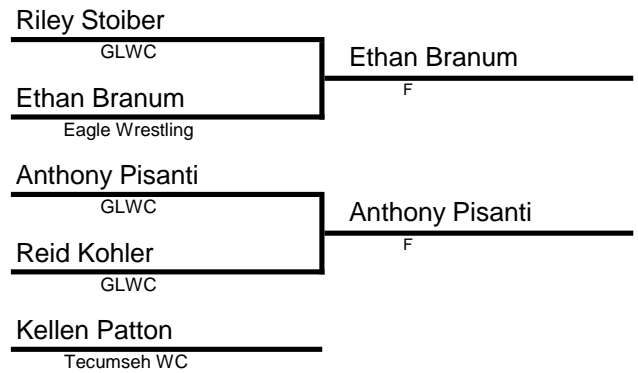 Riley Stoiber
GLWC
Ethan Branum
Eagle Wrestling
Ethan Branum
F
Anthony Pisanti
GLWC
Reid Kohler
GLWC
Anthony Pisanti
F
Kellen Patton
Tecumseh WC